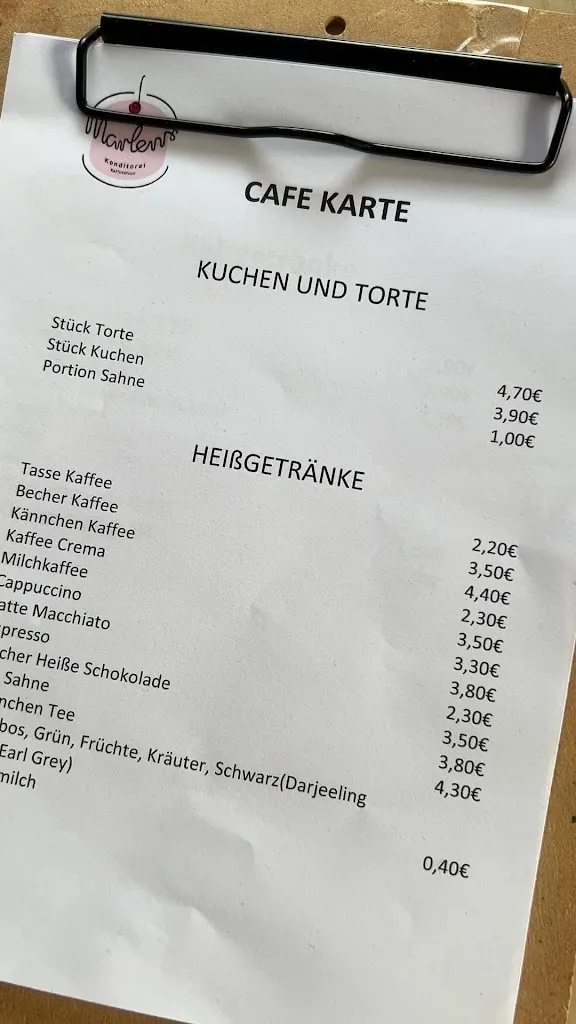 Marlens
Konditorei
CAFE KARTE
KUCHEN UND TORTE
Stück Torte 4,70€
Stück Kuchen 3,90€
Portion Sahne 1,00€
HEIßGETRÄNKE
Tasse Kaffee 2,20€
Becher Kaffee 3,50€
Kännchen Kaffee 4,40€
Kaffee Crema 2,30€
Milchkaffee 3,50€
Cappuccino 3,30€
atte Macchiato 3,80€
presso 2,30€
cher Heiße Schokolade 3,50€
Sahne 3,80€
nchen Tee 4,30€
bos, Grün, Früchte, Kräuter, Schwarz(Darjeeling
Earl Grey)
milch 0,40€